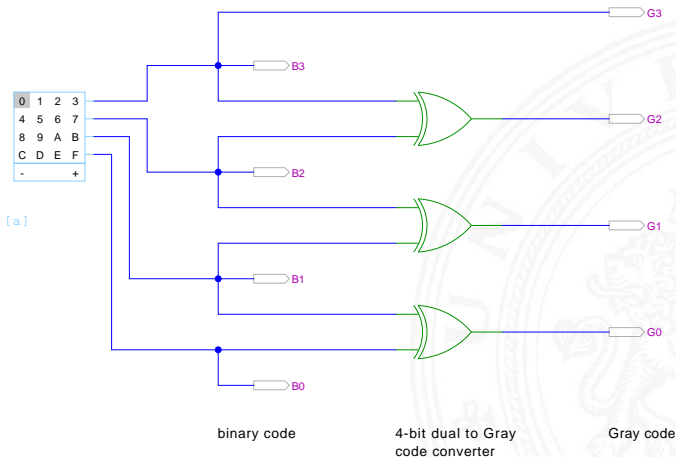 G3
B3
0 1 2 3
4 5 6 7
8 9 A B
C D E F
- +
G2
B2
[a]
G1
B1
G0
B0
binary code
4-bit dual to Gray
code converter
Gray code